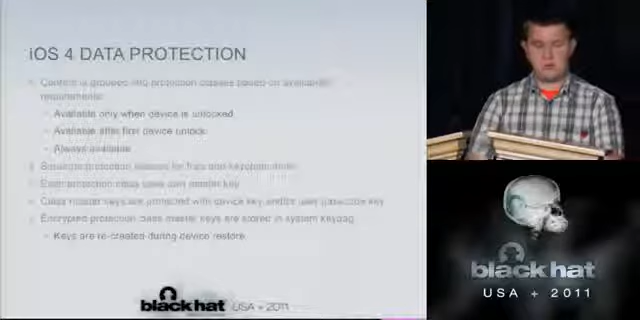 iOS 4 DATA PROTECTION
Content is grouped into protection classes based on availability
requirements
Available only when device is unlocked
Available after first device unlock
Always available
Separate protection classes for files and keychain items
Each protection class uses own master key
Class master keys are protected with device key and/or user passcode key
Encrypted protection class master keys are stored in system keybag
Keys are re-created during device restore
black hat USA + 2011
black hat
USA + 2011